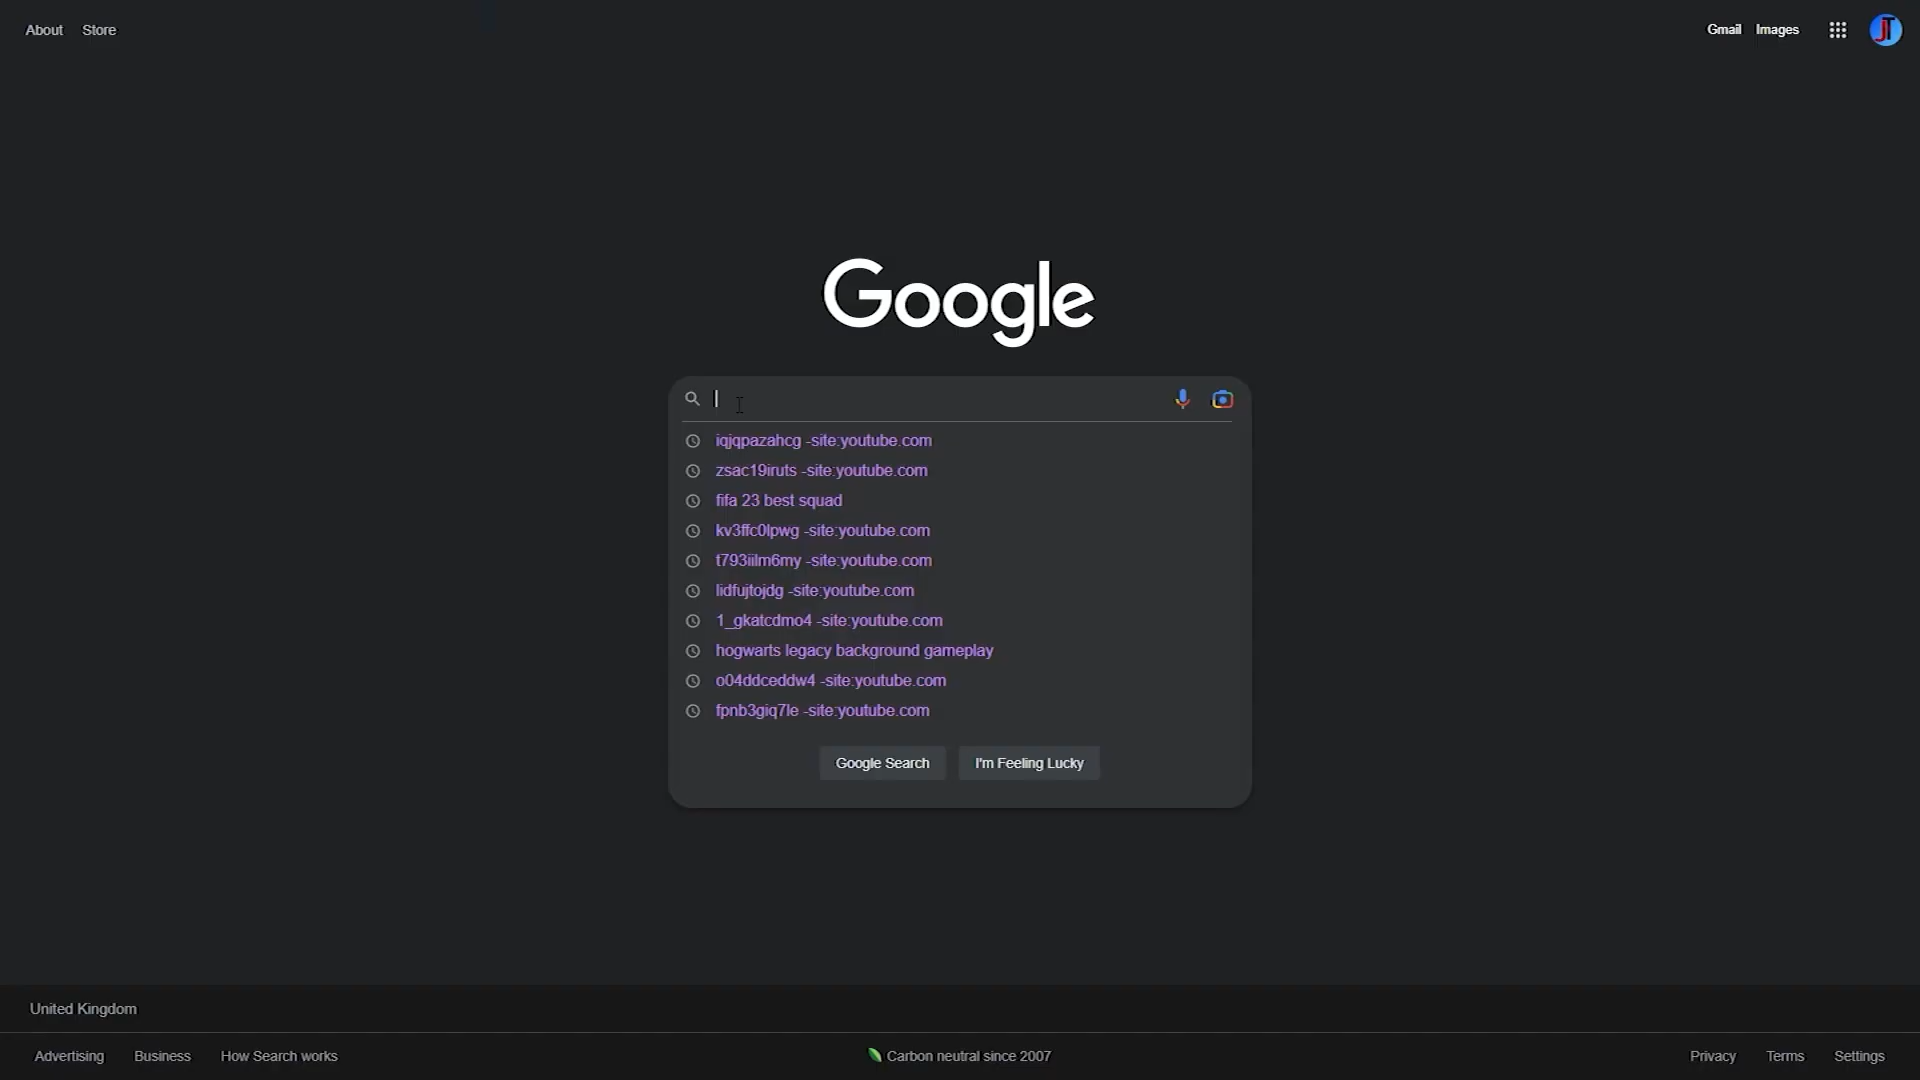 About Store
Gmail Images
JT
Google
iqjqpazahcg -site:youtube.com
zsac19iruts -site:youtube.com
fifa 23 best squad
kv3ffc0lpwg -site:youtube.com
t793iilm6my -site:youtube.com
lidfujtojdg -site:youtube.com
1_gkatcdmo4 -site:youtube.com
hogwarts legacy background gameplay
o04ddceddw4 -site:youtube.com
fpnb3giq7le -site:youtube.com
Google Search I'm Feeling Lucky
United Kingdom
Advertising Business How Search works Carbon neutral since 2007 Privacy Terms Settings